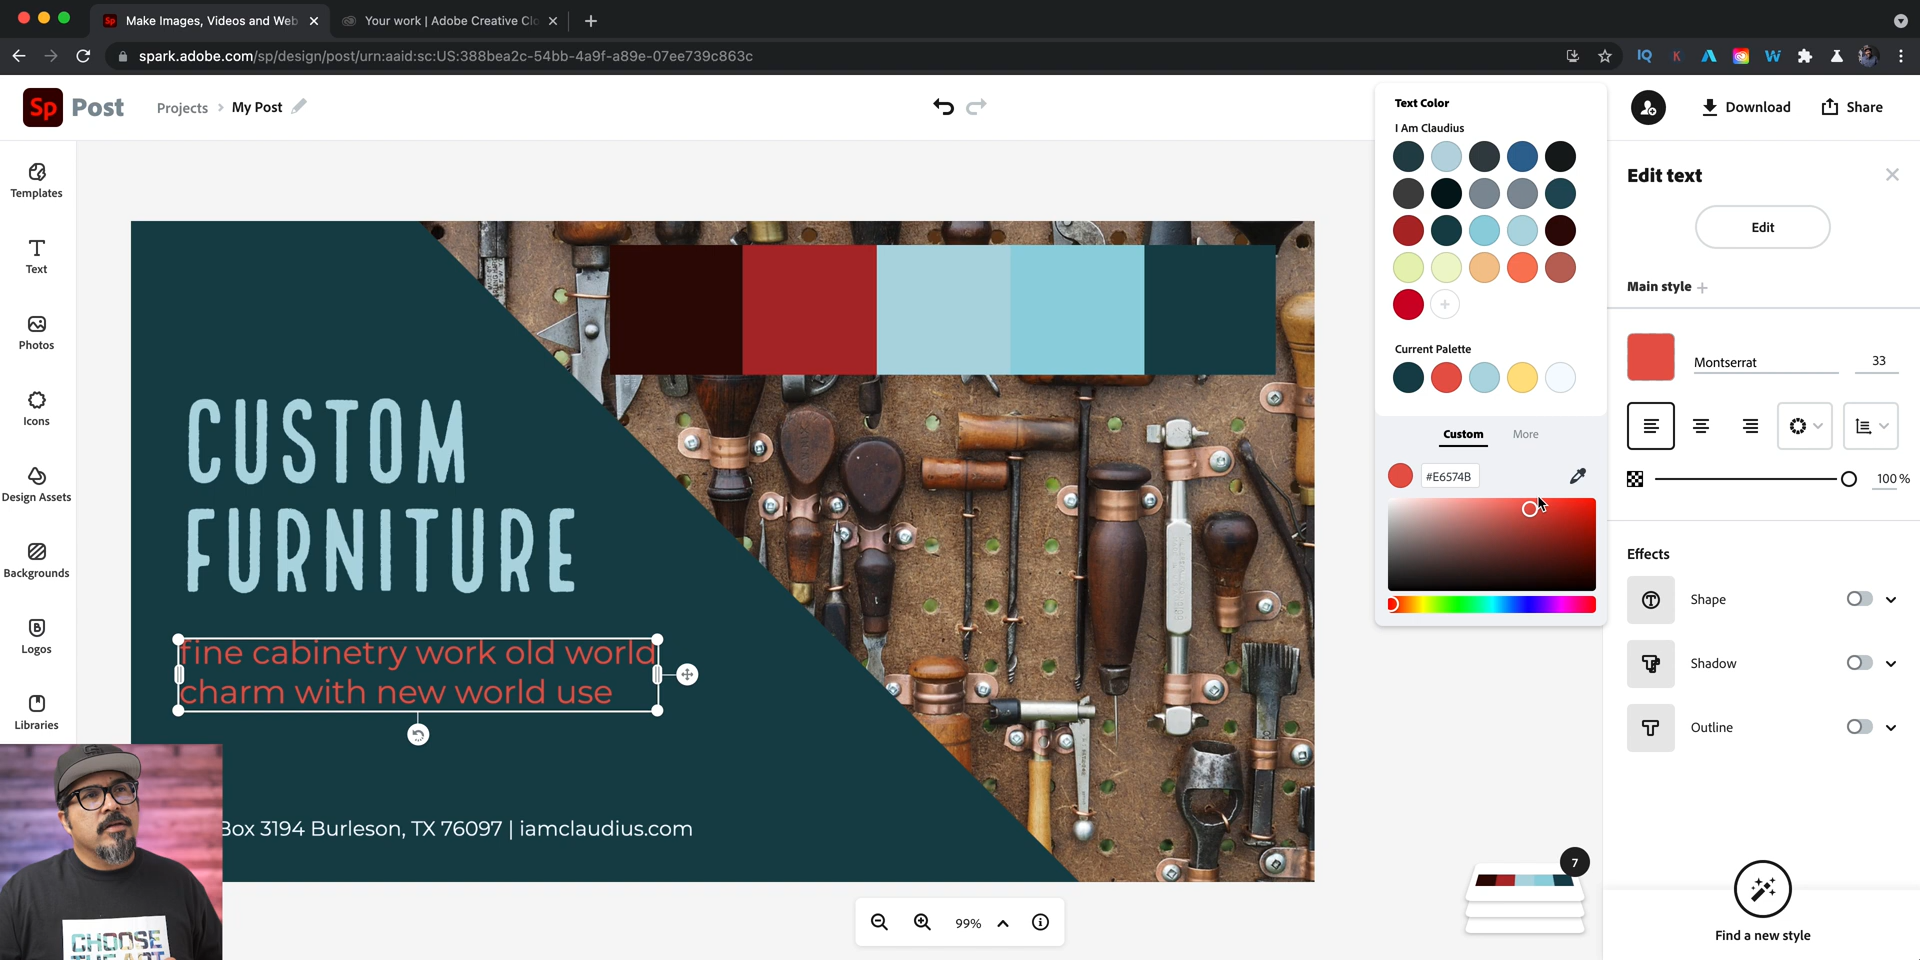 Make Images, Videos and Web
Your work | Adobe Creative Clo
spark.adobe.com/sp/design/post/urn:aaid:sc:US:388bea2c-54bb-4a9f-a89e-07ee739c863c
IQ
K
W
Sp Post
Projects > My Post
Download
Share
Templates
Text
Photos
Icons
Design Assets
Backgrounds
Logos
Libraries
CUSTOM
FURNITURE
fine cabinetry work old world
charm with new world use
Box 3194 Burleson, TX 76097 | iamclaudius.com
CHOOSE
THE ART
99%
7
Text Color
I Am Claudius
Current Palette
Custom
More
#E6574B
Edit text
Edit
Main style +
Montserrat
33
100 %
Effects
Shape
Shadow
Outline
Find a new style